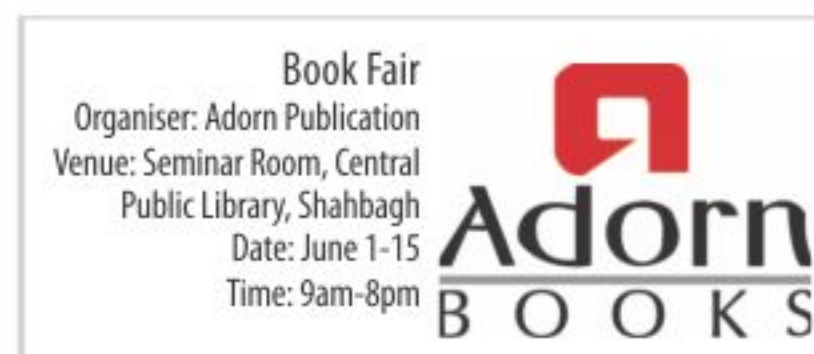 Book Fair
Organiser: Adorn Publication
Venue: Seminar Room, Central
Public Library, Shahbagh
Date: June 1-15
Time: 9am-8pm
Adorn
BOOKS